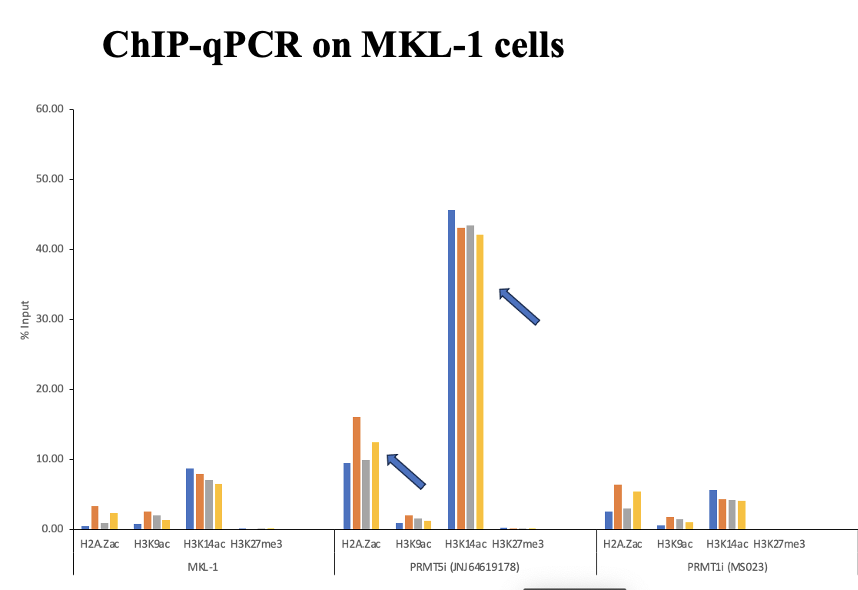 ChIP-qPCR on MKL-1 cells
60.00
50.00
40.00
30.00
20.00
10.00
0.00
% Input
H2A.Zac H3K9ac H3K14ac H3K27me3 H2A.Zac H3K9ac H3K14ac H3K27me3 H2A.Zac H3K9ac H3K14ac H3K27me3
MKL-1 PRMT5i (JNJ64619178) PRMT1i (MS023)